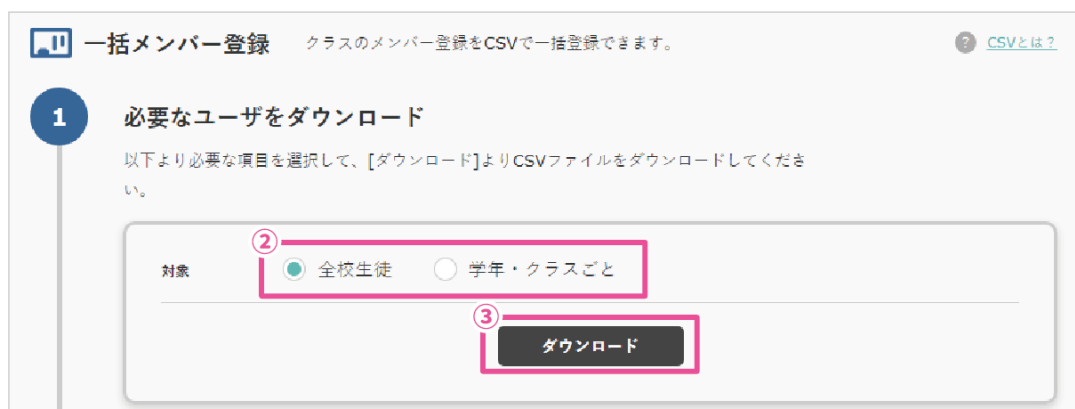 一括メンバー登録 クラスのメンバー登録をCSVで一括登録できます。 ? CSVとは?
1 必要なユーザをダウンロード
以下より必要な項目を選択して、[ダウンロード]よりCSVファイルをダウンロードしてくださ
い。
②
対象 全校生徒 学年・クラスごと
③
ダウンロード